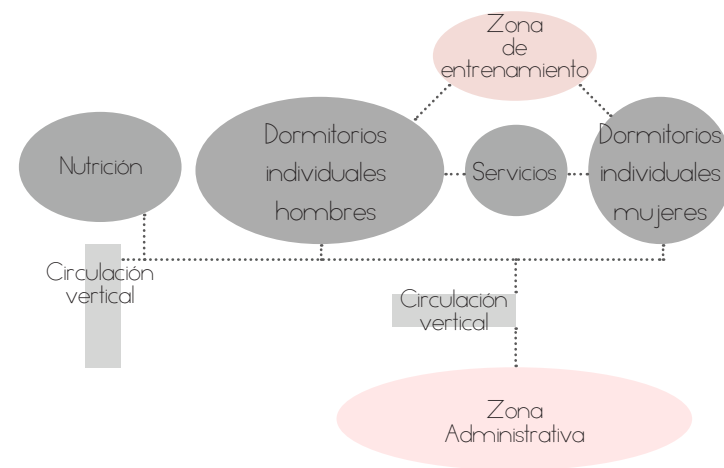 Zona
de
entrenamiento
Nutrición
Dormitorios
individuales
hombres
Servicios
Dormitorios
individuales
mujeres
Circulación
vertical
Circulación
vertical
Zona
Administrativa